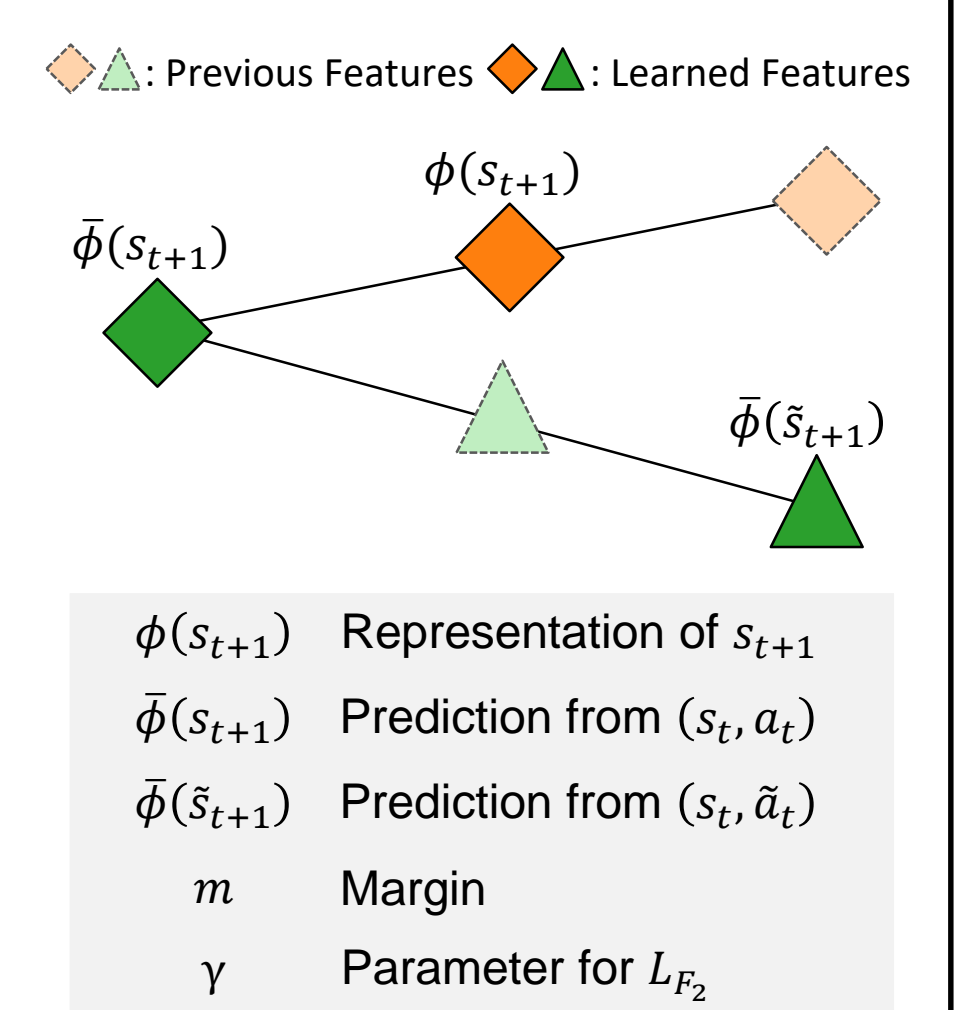 : Previous Features : Learned Features
ϕ(s_{t+1})
ϕ̄(s_{t+1})
ϕ̄(s̃_{t+1})
ϕ(s_{t+1}) Representation of s_{t+1}
ϕ̄(s_{t+1}) Prediction from (s_t, a_t)
ϕ̄(s̃_{t+1}) Prediction from (s_t, ã_t)
m Margin
γ Parameter for L_{F_2}